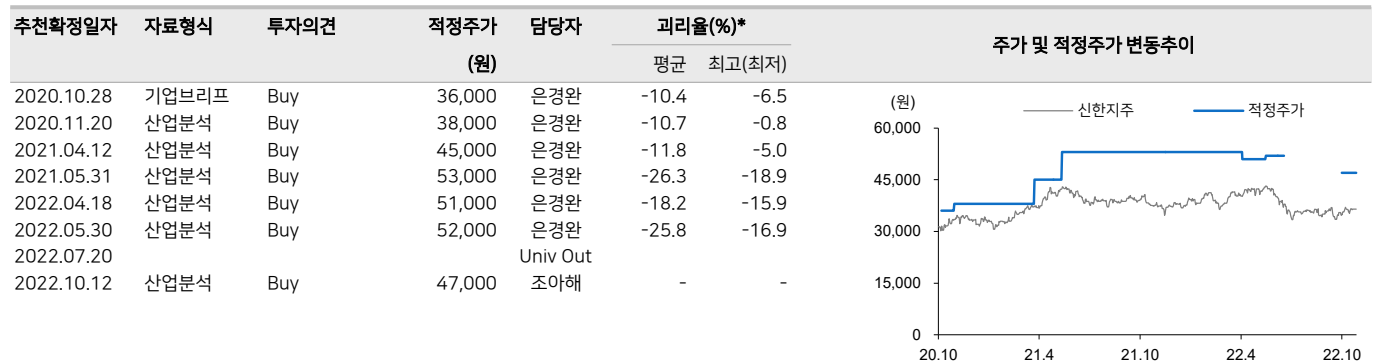 추천확정일자 자료형식 투자의견 적정주가 담당자 괴리율(%)* 주가 및 적정주가 변동추이
(원) 평균 최고(최저)
2020.10.28 기업브리프 Buy 36,000 은경완 -10.4 -6.5
2020.11.20 산업분석 Buy 38,000 은경완 -10.7 -0.8
2021.04.12 산업분석 Buy 45,000 은경완 -11.8 -5.0
2021.05.31 산업분석 Buy 53,000 은경완 -26.3 -18.9
2022.04.18 산업분석 Buy 51,000 은경완 -18.2 -15.9
2022.05.30 산업분석 Buy 52,000 은경완 -25.8 -16.9
2022.07.20 Univ Out
2022.10.12 산업분석 Buy 47,000 조아해 - -
(원) 신한지주 적정주가
60,000
45,000
30,000
15,000
0
20.10 21.4 21.10 22.4 22.10